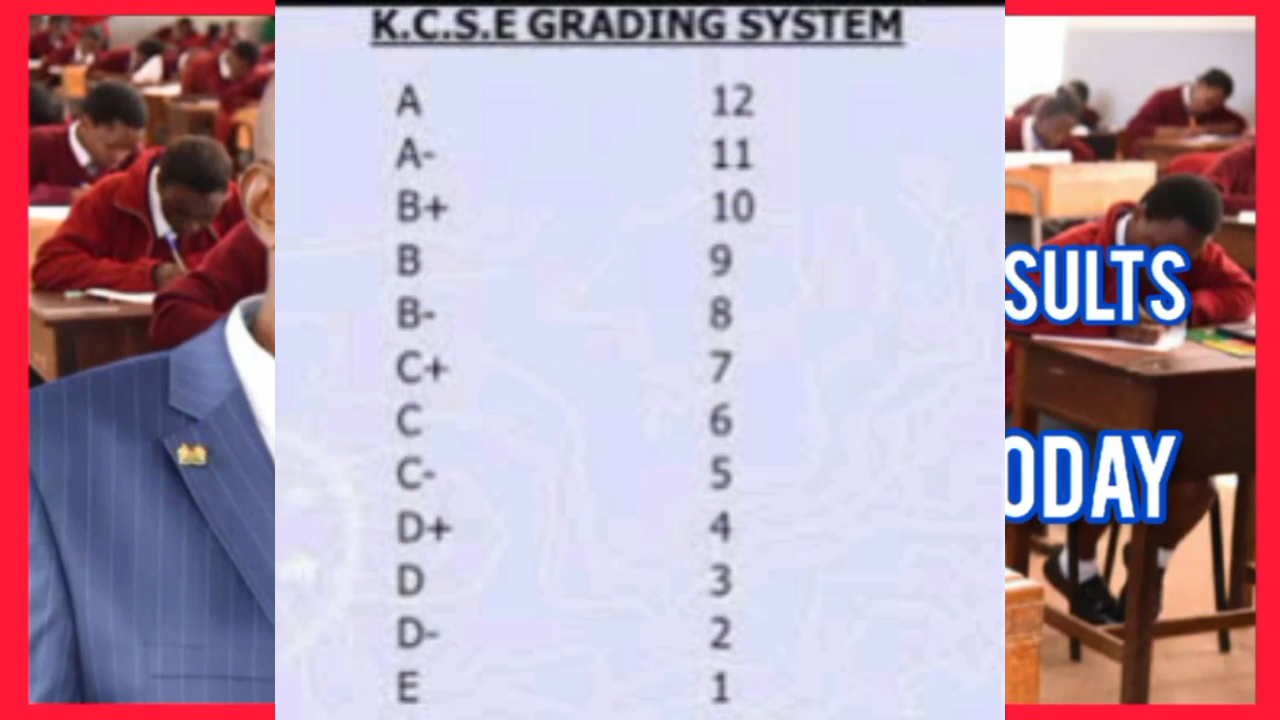 K.C.S.E GRADING SYSTEM
A 12
A- 11
B+ 10
B 9
B- 8
C+ 7
C 6
C- 5
D+ 4
D 3
D- 2
E 1
SULTS
ODAY